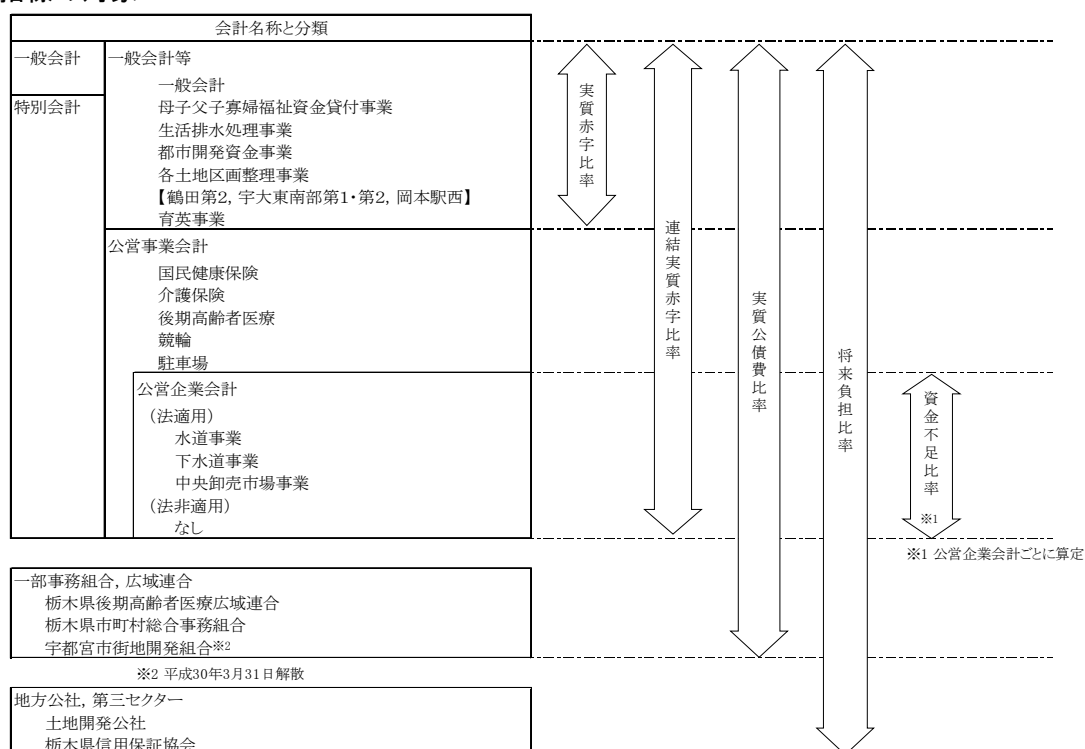 会計名称と分類
一般会計
一般会計等
一般会計
特別会計
母子父子寡婦福祉資金貸付事業
生活排水処理事業
都市開発資金事業
各土地区画整理事業
【鶴田第2, 宇大東南部第1・第2, 岡本駅西】
育英事業
公営事業会計
国民健康保険
介護保険
後期高齢者医療
競輪
駐車場
公営企業会計
(法適用)
水道事業
下水道事業
中央卸売市場事業
(法非適用)
なし
実質赤字比率
連結実質赤字比率
実質公債費比率
将来負担比率
資金不足比率
※1
※1 公営企業会計ごとに算定
一部事務組合, 広域連合
栃木県後期高齢者医療広域連合
栃木県市町村総合事務組合
宇都宮市街地開発組合※2
※2 平成30年3月31日解散
地方公社, 第三セクター
土地開発公社
栃木県信用保証協会